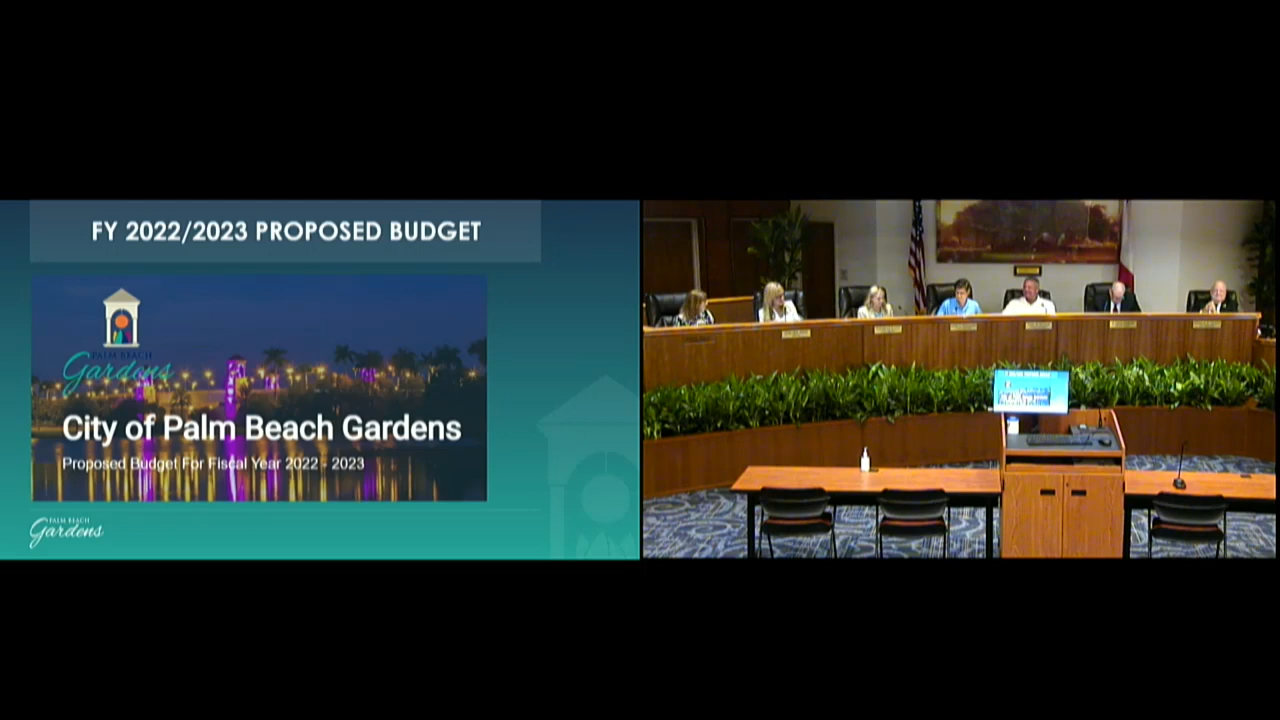 FY 2022/2023 PROPOSED BUDGET
PALM BEACH
Gardens
City of Palm Beach Gardens
Proposed Budget For Fiscal Year 2022 - 2023
PALM BEACH
Gardens